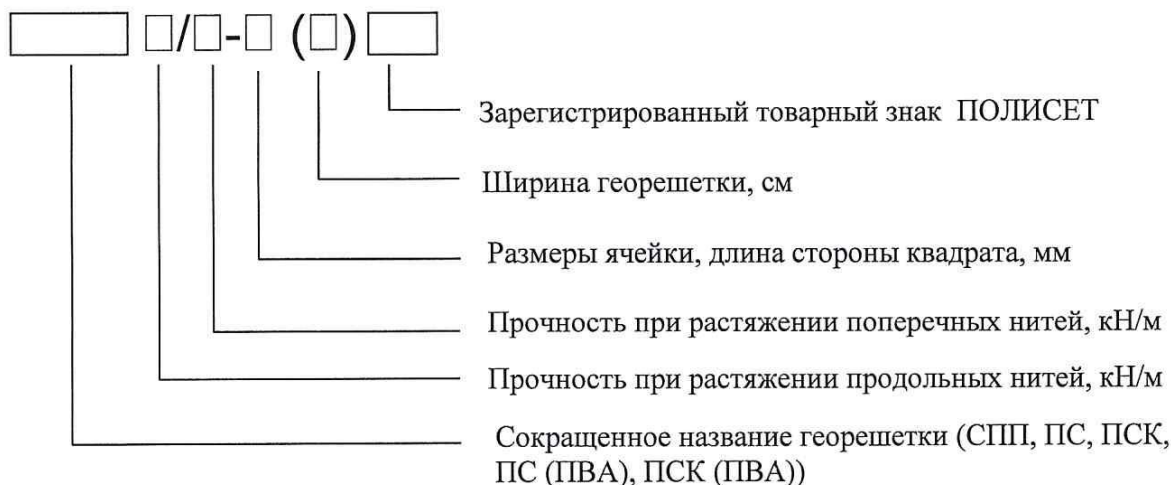 / - ( )
Зарегистрированный товарный знак ПОЛИСЕТ
Ширина георешетки, см
Размеры ячейки, длина стороны квадрата, мм
Прочность при растяжении поперечных нитей, кН/м
Прочность при растяжении продольных нитей, кН/м
Сокращенное название георешетки (СПП, ПС, ПСК,
ПС (ПВА), ПСК (ПВА))